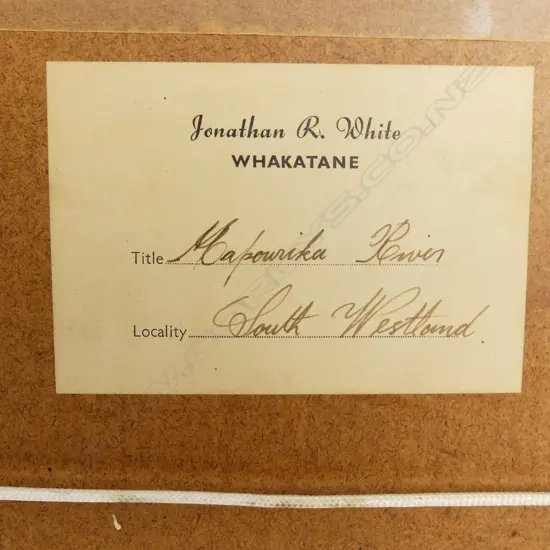 Jonathan R. White
WHAKATANE
Title Mapourika River
Locality South Westland.